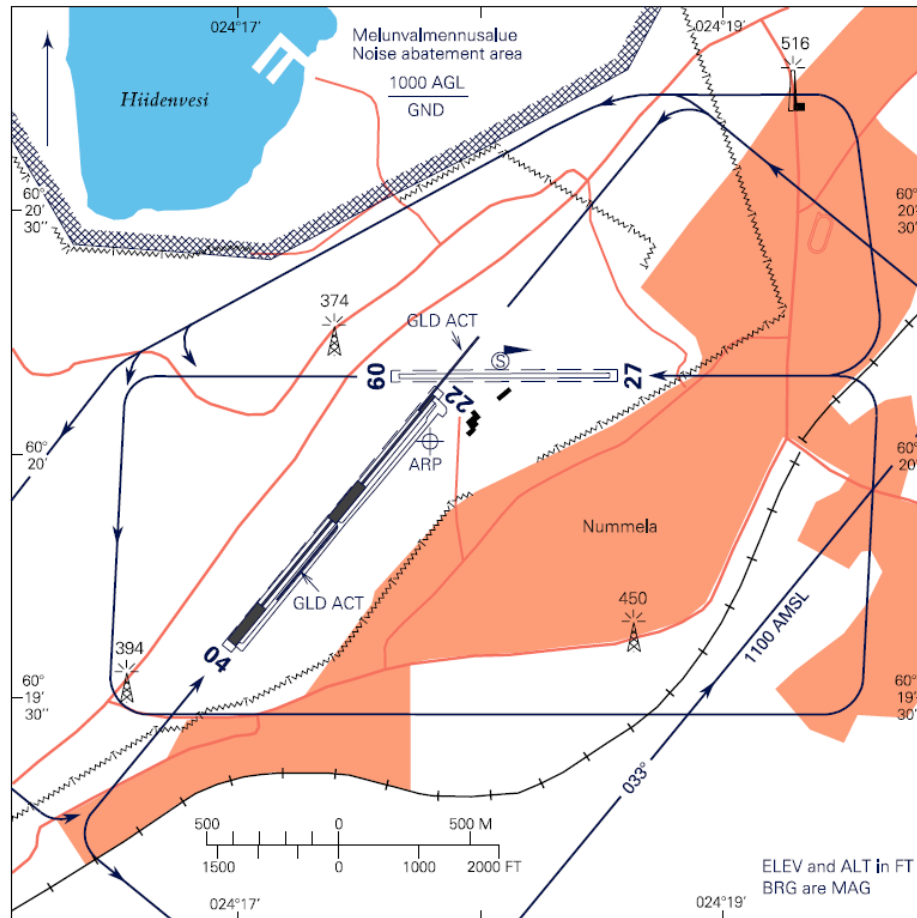 024°17'
024°19'
516
Melunvalmennusalue
Noise abatement area
1000 AGL
GND
Hiidenvesi
60°
20'
30''
60°
20'
30''
374
GLD ACT
S
09
27
22
60°
20'
60°
20'
ARP
Nummela
GLD ACT
450
1100 AMSL
04
394
60°
19'
30''
60°
19'
30''
033°
500
0
500 M
1500
0
1000
2000 FT
ELEV and ALT in FT
BRG are MAG
024°17'
024°19'